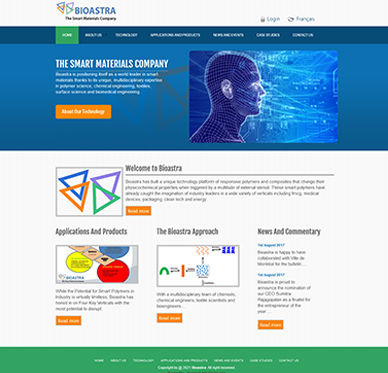 BIOASTRA
The Smart Materials Company
Login Français
HOME ABOUT US TECHNOLOGY APPLICATIONS AND PRODUCTS NEWS AND EVENTS CASE STUDIES CONTACT US
THE SMART MATERIALS COMPANY
Bioastra is positioning itself as a world leader in smart
materials thanks to its unique, multidisciplinary expertise
in polymer science, chemical engineering, textiles,
surface science and biomedical engineering
About Our Technology
Welcome to Bioastra
Bioastra has built a unique technology platform of responsive polymers and composites that change their
physicochemical properties when triggered by a multitude of external stimuli. These smart polymers have
already caught the imagination of industry leaders in a wide variety of verticals including hvcg, medical
devices, packaging, clean tech and energy
Read more
Applications And Products
BIOASTRA
While the Potential for Smart Polymers in
Industry is virtually limitless, Bioastra has
honed in on Four Key Verticals with the
most potential to disrupt
Read more
The Bioastra Approach
With a multidisciplinary team of chemists,
chemical engineers, textile scientists and
bioengineers...
Read more
News And Commentary
1st August 2017
Bioastra is happy to have
collaborated with Ville de
Montréal for the bulletin ...
1st August 2017
Bioastra is proud to
announce the nomination of
our CEO Sumitra
Rajagopalan as a finalist for
entrepreneur of the
year...
Read more
HOME ABOUT US TECHNOLOGY APPLICATIONS AND PRODUCTS NEWS AND EVENTS CASE STUDIES CONTACT US
Copyright by @ 2021 Bioastra. All right reserved.